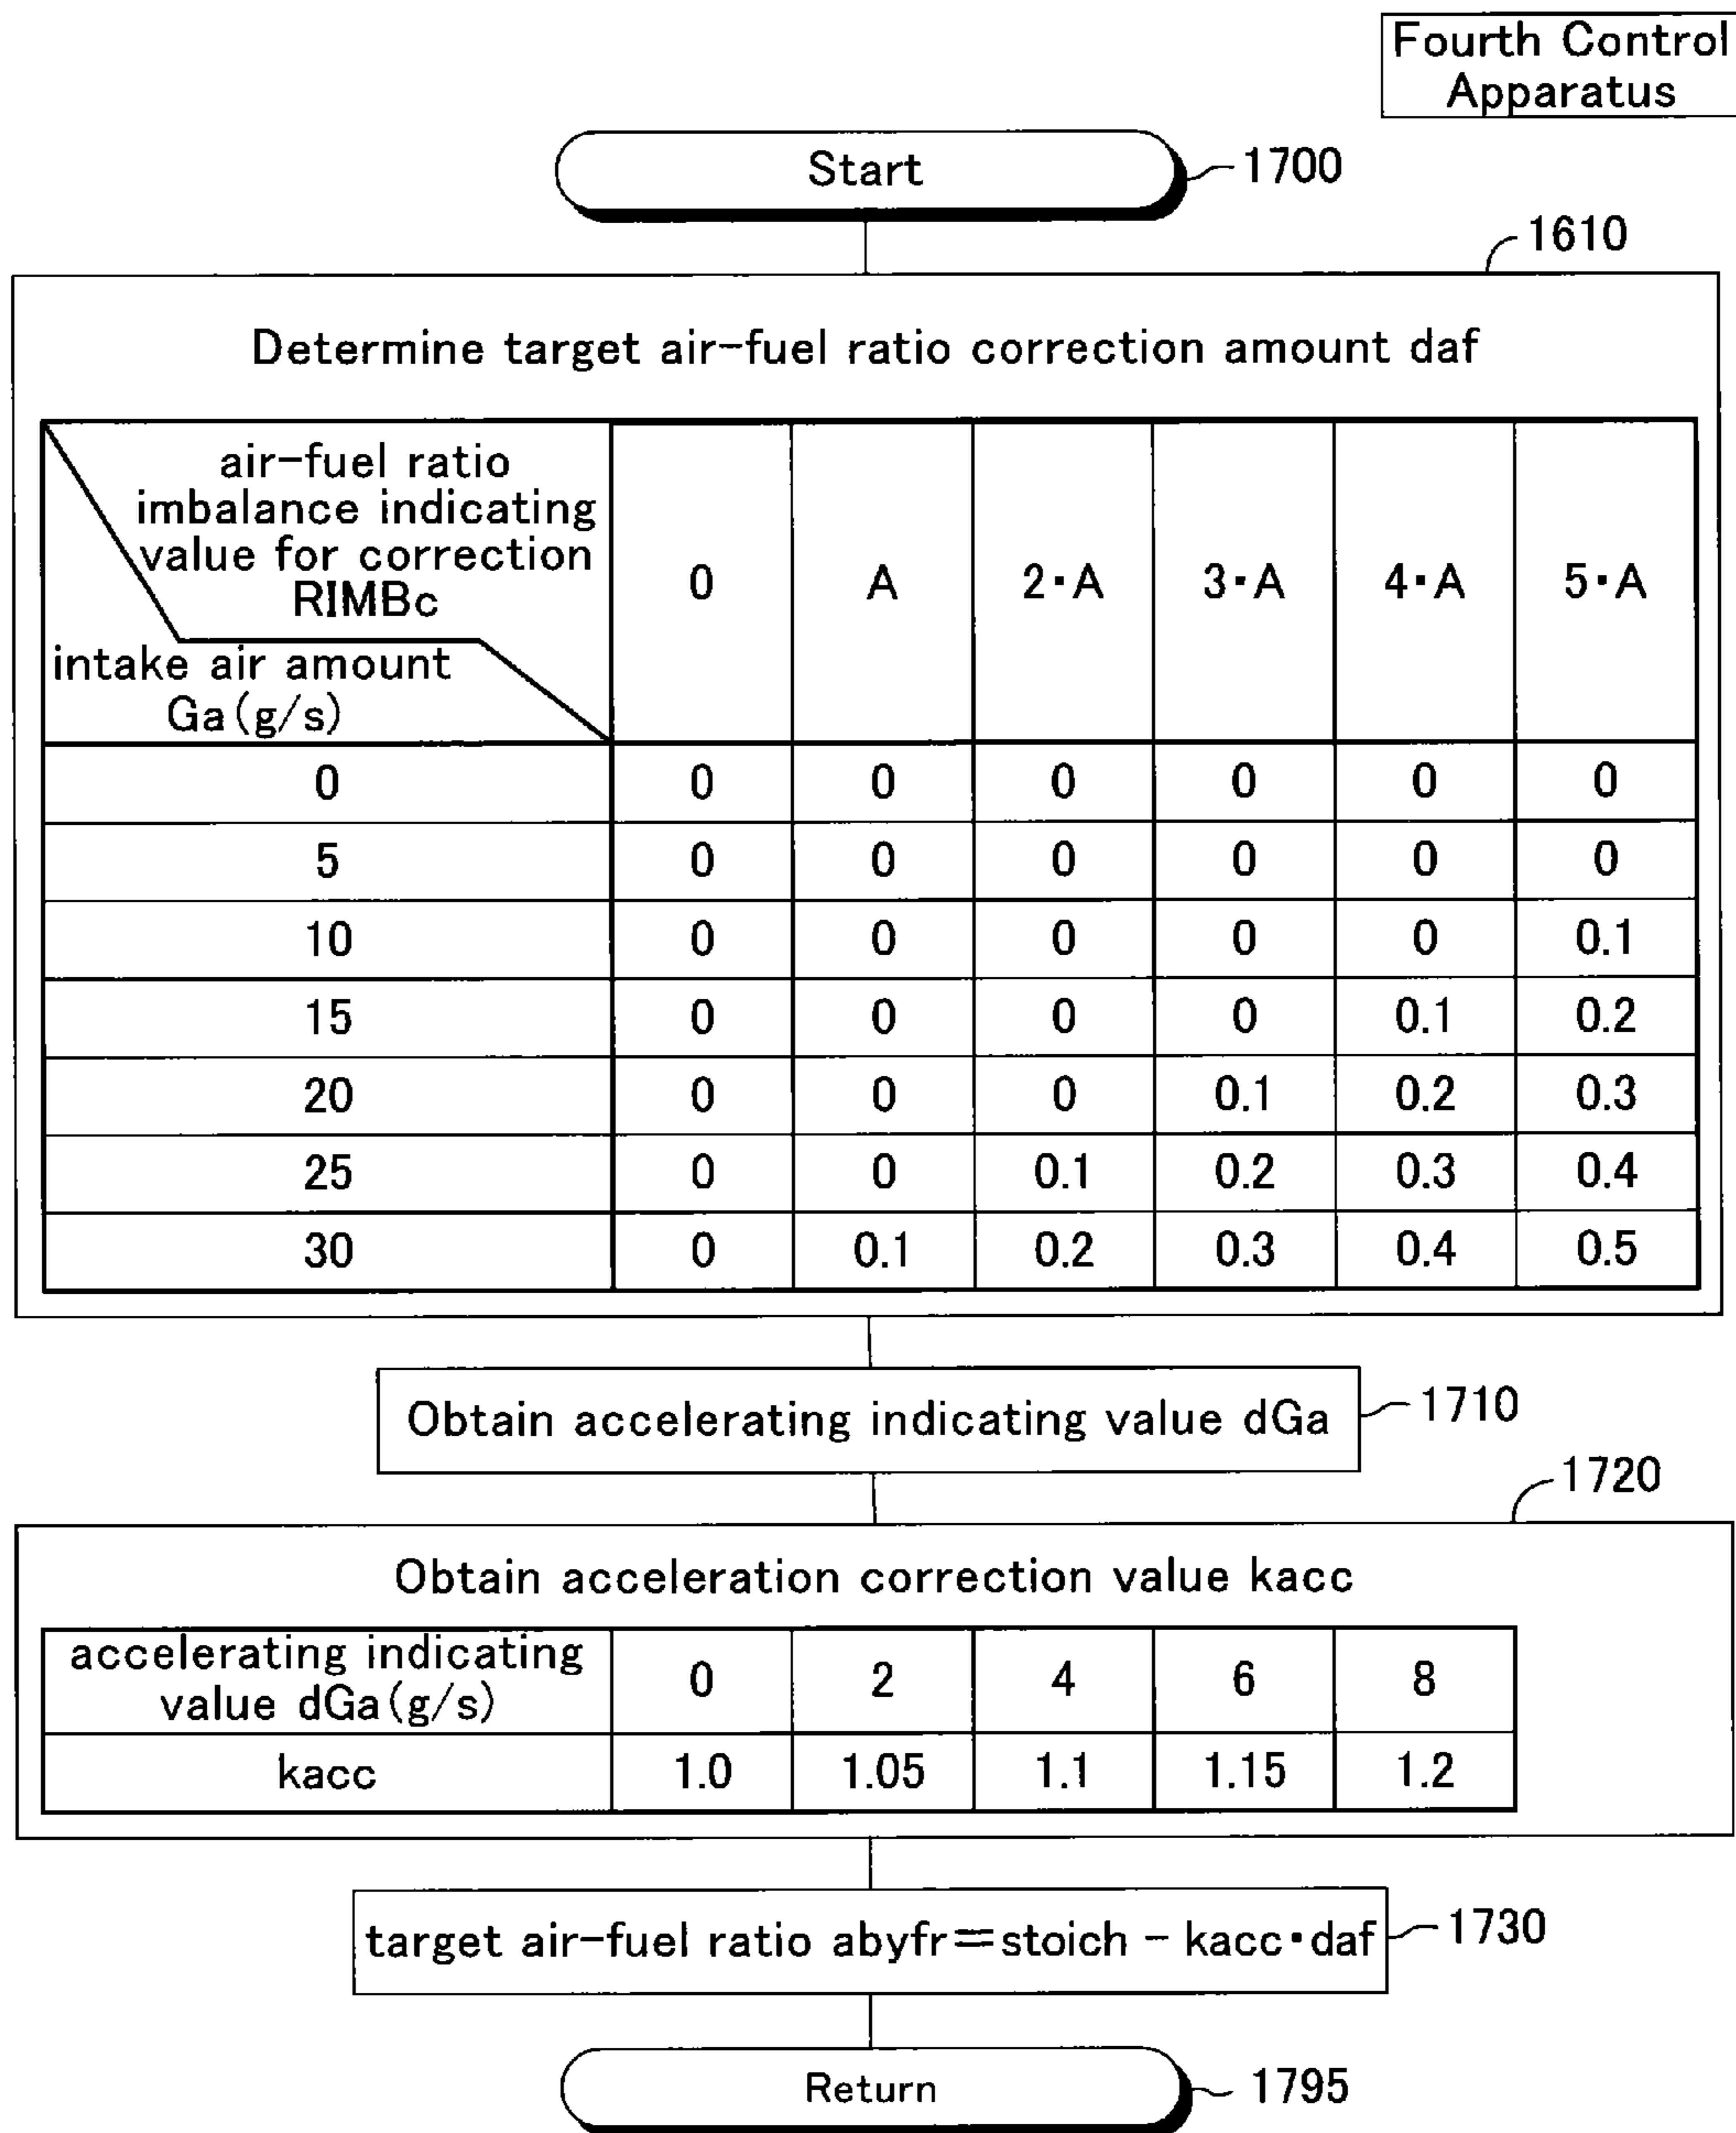 Fourth Control
Apparatus
Start
1700
1610
Determine target air-fuel ratio correction amount daf
air-fuel ratio
imbalance indicating
value for correction
RIMBc
intake air amount
Ga(g/s)
0 A 2·A 3·A 4·A 5·A
0 0 0 0 0 0 0
5 0 0 0 0 0 0
10 0 0 0 0 0 0.1
15 0 0 0 0 0.1 0.2
20 0 0 0 0.1 0.2 0.3
25 0 0 0.1 0.2 0.3 0.4
30 0 0.1 0.2 0.3 0.4 0.5
Obtain accelerating indicating value dGa
1710
1720
Obtain acceleration correction value kacc
accelerating indicating
value dGa(g/s)
0 2 4 6 8
kacc 1.0 1.05 1.1 1.15 1.2
target air-fuel ratio abyfr=stoich - kacc·daf
1730
Return
1795